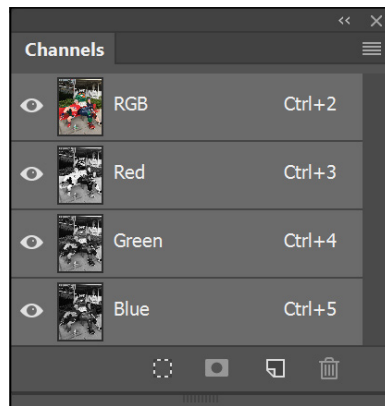 Channels
RGB Ctrl+2
Red Ctrl+3
Green Ctrl+4
Blue Ctrl+5